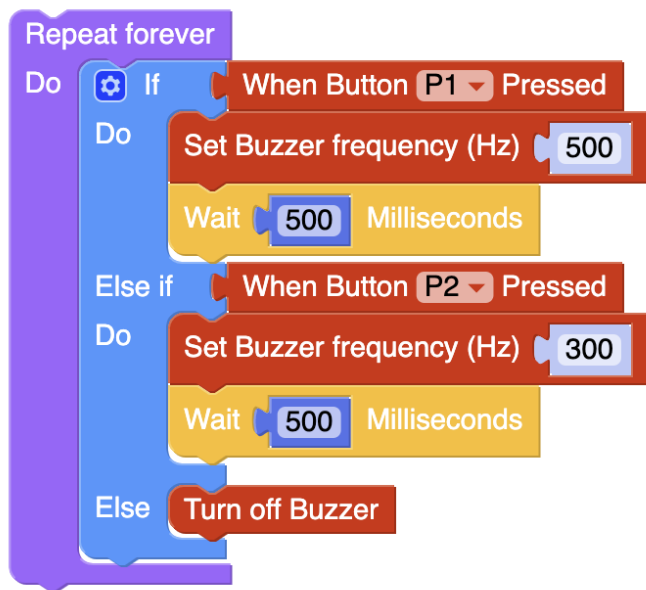 Repeat forever
Do If When Button P1 Pressed
Do Set Buzzer frequency (Hz) 500
Wait 500 Milliseconds
Else if When Button P2 Pressed
Do Set Buzzer frequency (Hz) 300
Wait 500 Milliseconds
Else Turn off Buzzer